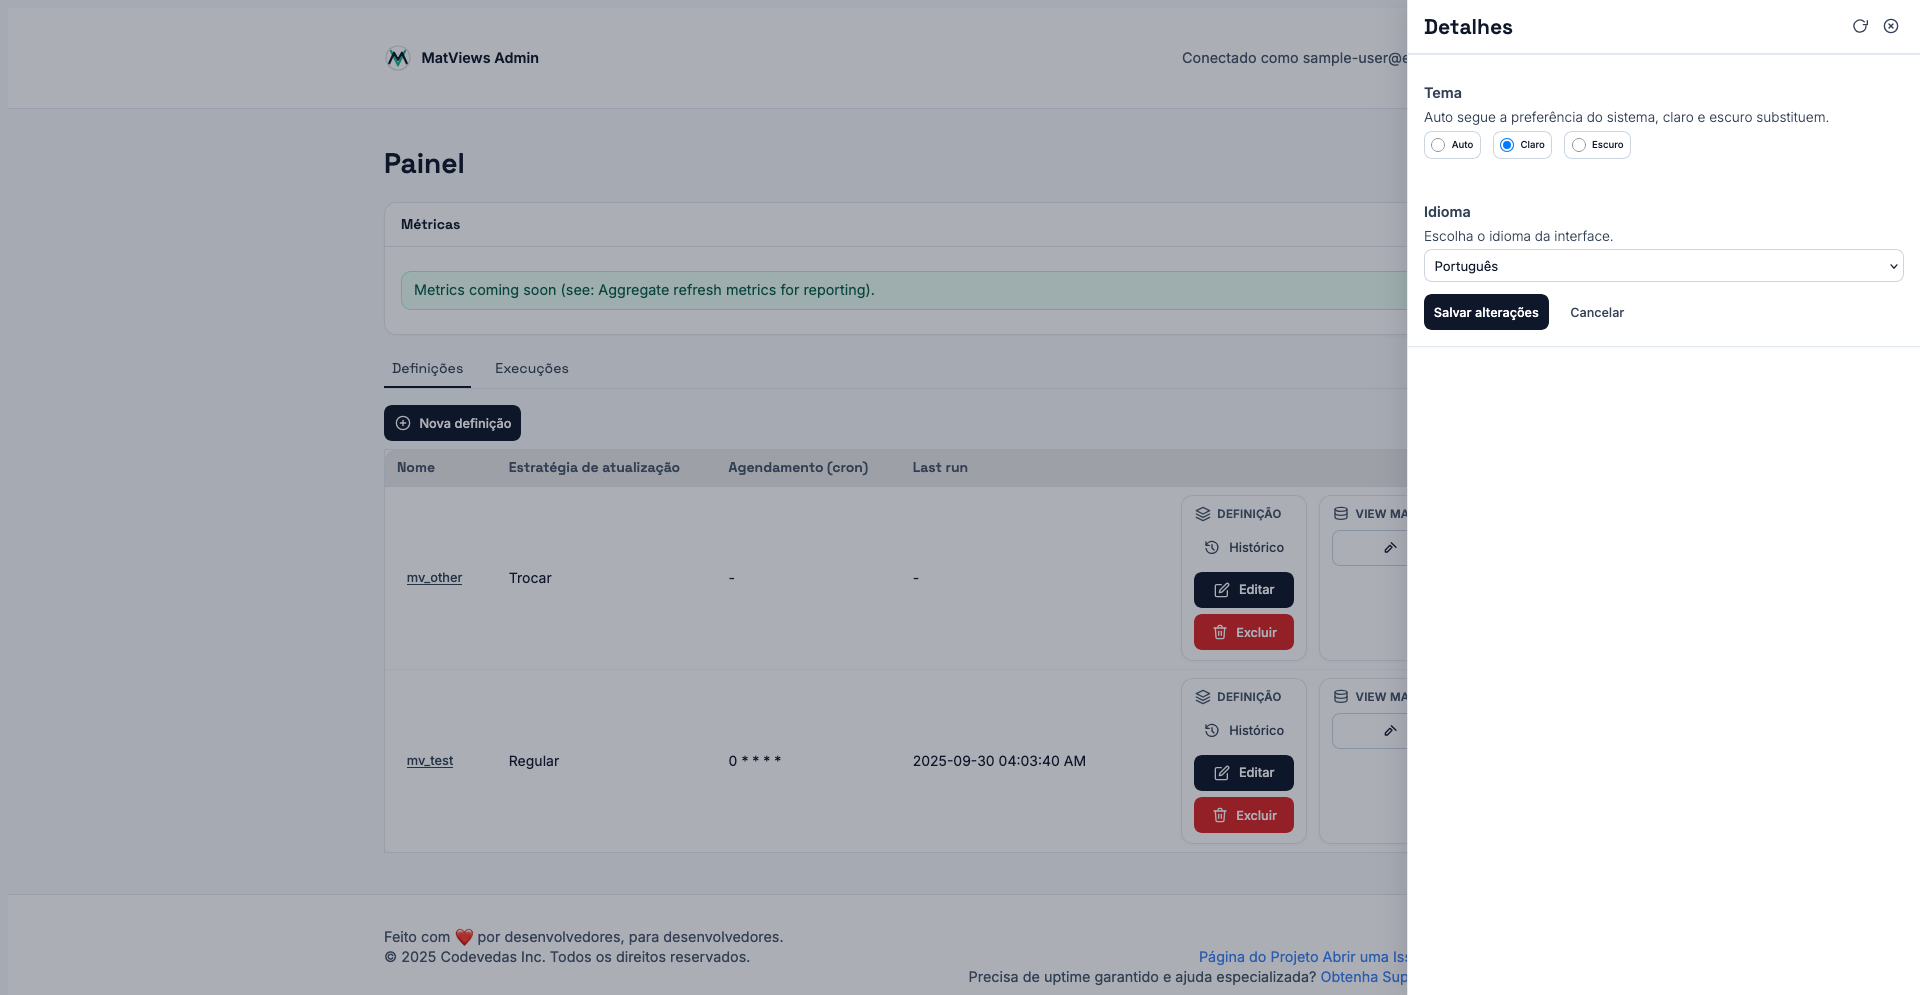 MatViews Admin
Conectado como sample-user@e
Painel
Métricas
Metrics coming soon (see: Aggregate refresh metrics for reporting).
Definições Execuções
Nova definição
Nome Estratégia de atualização Agendamento (cron) Last run
DEFINIÇÃO VIEW MA
Histórico
mv_other Trocar - -
Editar
Excluir
DEFINIÇÃO VIEW MA
Histórico
mv_test Regular 0 * * * * 2025-09-30 04:03:40 AM
Editar
Excluir
Feito com ❤️ por desenvolvedores, para desenvolvedores.
© 2025 Codevedas Inc. Todos os direitos reservados.
Página do Projeto Abrir uma Iss
Precisa de uptime garantido e ajuda especializada? Obtenha Sup
Detalhes
Tema
Auto segue a preferência do sistema, claro e escuro substituem.
Auto Claro Escuro
Idioma
Escolha o idioma da interface.
Português
Salvar alterações Cancelar